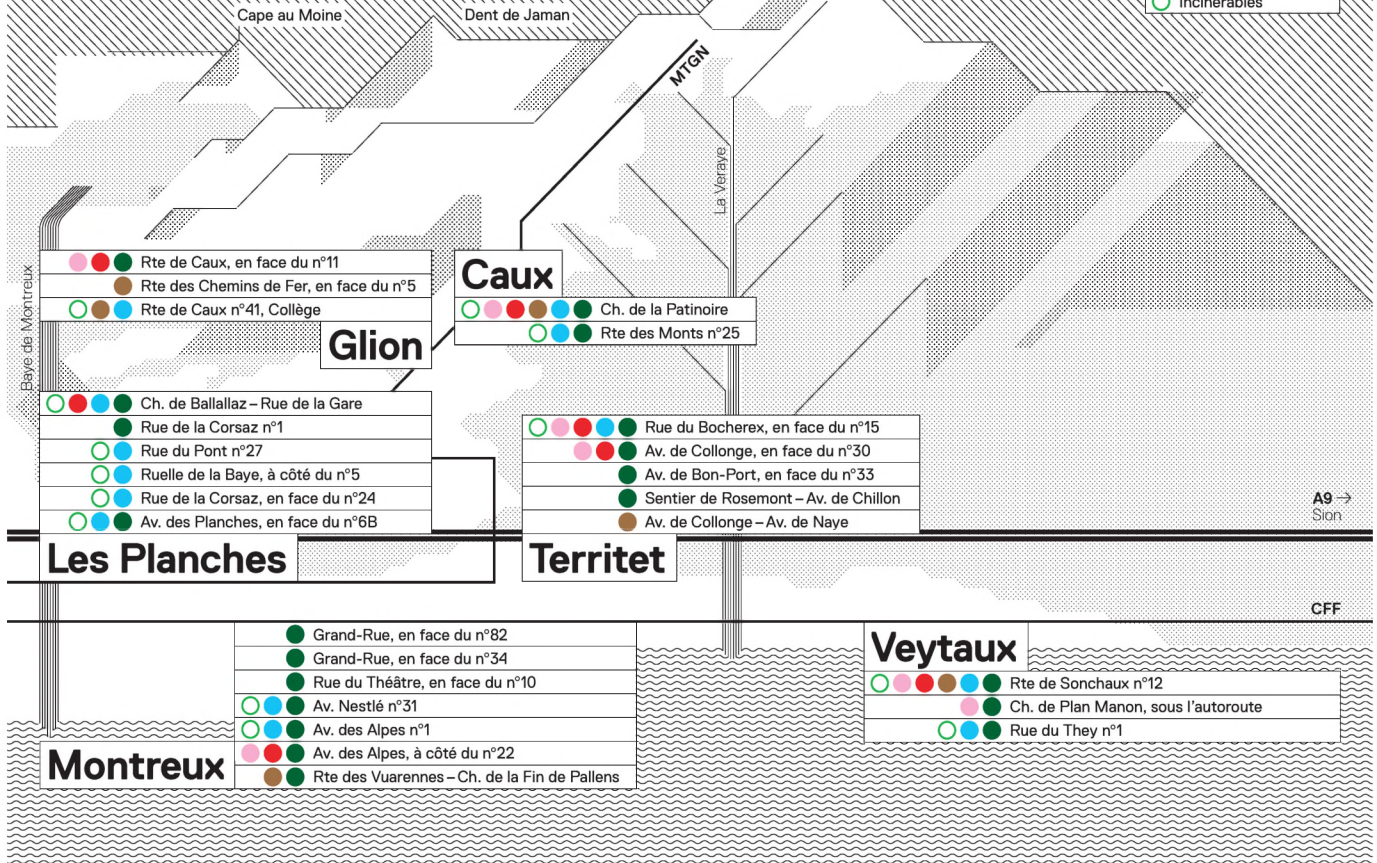 Incinérables
Cape au Moine
Dent de Jaman
MTGN
La Veraye
Baye de Montreux
Rte de Caux, en face du n°11
Rte des Chemins de Fer, en face du n°5
Rte de Caux n°41, Collège
Glion
Caux
Ch. de la Patinoire
Rte des Monts n°25
Ch. de Ballallaz – Rue de la Gare
Rue de la Corsaz n°1
Rue du Pont n°27
Ruelle de la Baye, à côté du n°5
Rue de la Corsaz, en face du n°24
Av. des Planches, en face du n°6B
Les Planches
Rue du Bocherex, en face du n°15
Av. de Collonge, en face du n°30
Av. de Bon-Port, en face du n°33
Sentier de Rosemont – Av. de Chillon
Av. de Collonge – Av. de Naye
Territet
A9 →
Sion
CFF
Grand-Rue, en face du n°82
Grand-Rue, en face du n°34
Rue du Théâtre, en face du n°10
Av. Nestlé n°31
Av. des Alpes n°1
Av. des Alpes, à côté du n°22
Rte des Vuarennes – Ch. de la Fin de Pallens
Montreux
Veytaux
Rte de Sonchaux n°12
Ch. de Plan Manon, sous l'autoroute
Rue du They n°1